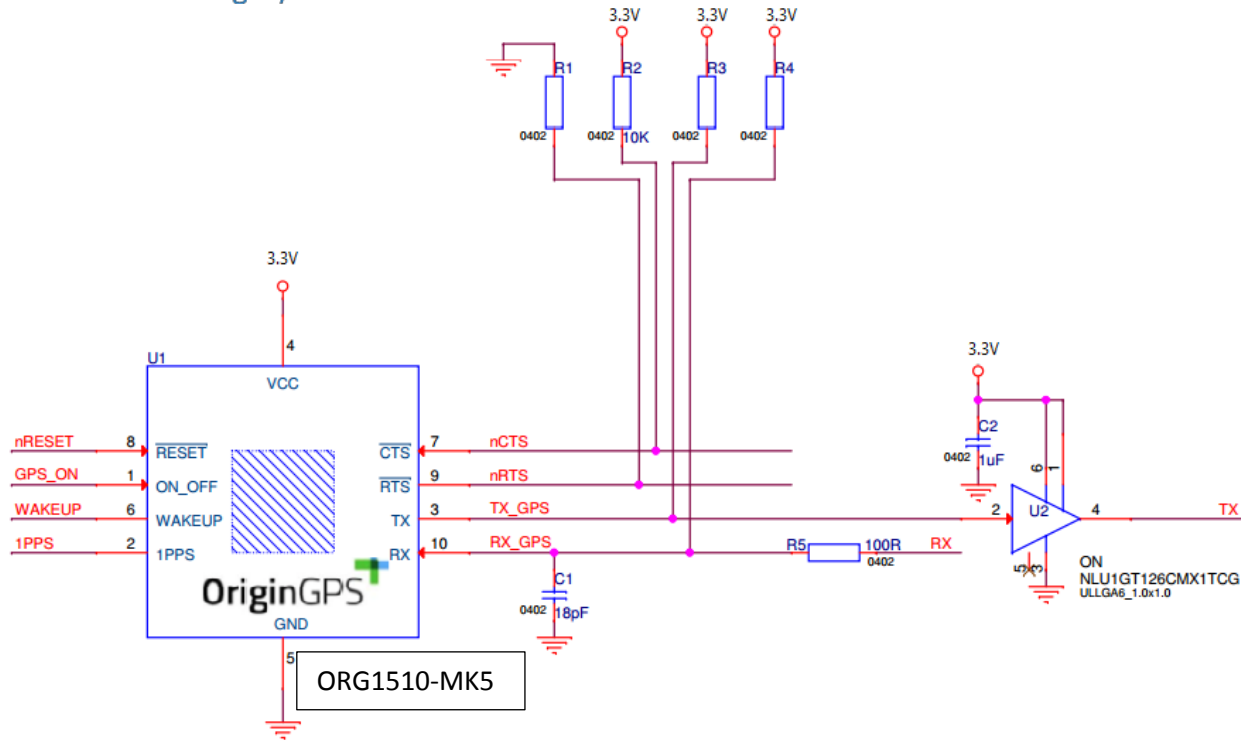 3.3V 3.3V 3.3V
R1 R2 R3 R4
0402 0402 10K 0402 0402
3.3V
4
U1
VCC
3.3V
nRESET 8 RESET CTS 7 nCTS
GPS_ON 1 ON_OFF RTS 9 nRTS
WAKEUP 6 WAKEUP TX 3 TX_GPS
1PPS 2 1PPS RX 10 RX_GPS R5 100R RX
0402
C2
0402 1uF
6 1
2 U2 4 TX
5 3
ON
NLU1GT126CMX1TCG
ULLGA6_1.0x1.0
C1
0402 18pF
OriginGPS
GND
5
ORG1510-MK5